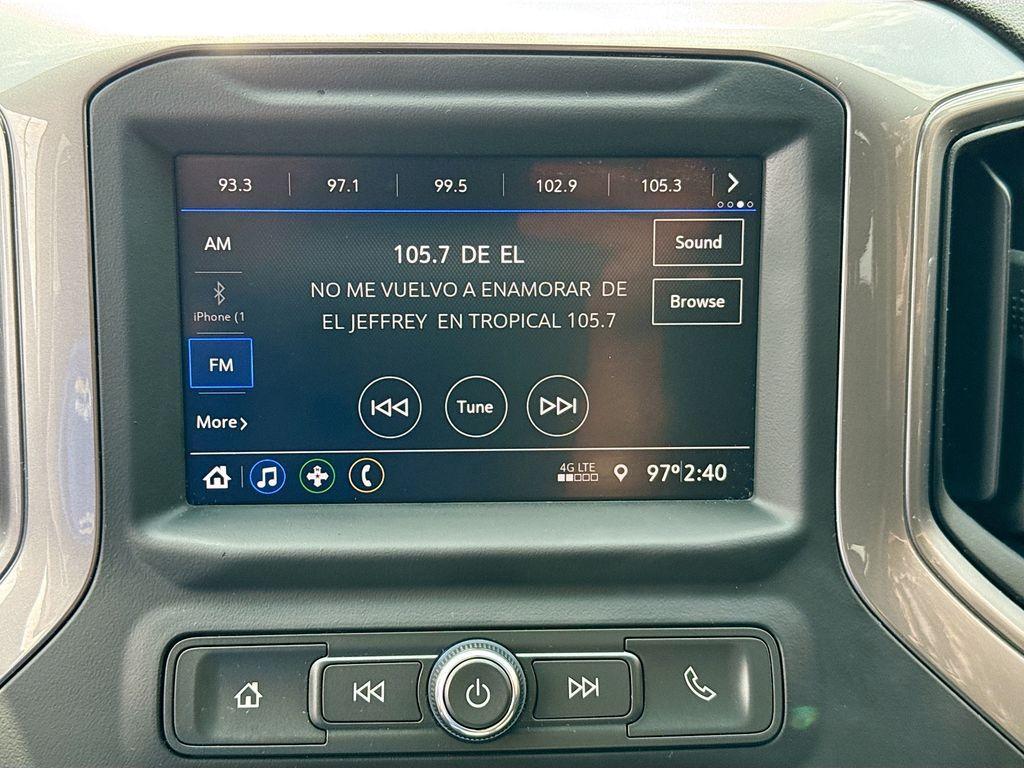 93.3 97.1 99.5 102.9 105.3
AM
105.7 DE EL
Sound
NO ME VUELVO A ENAMORAR DE
EL JEFFREY EN TROPICAL 105.7
iPhone (1
Browse
FM
More
Tune
4G LTE
97º 2:40